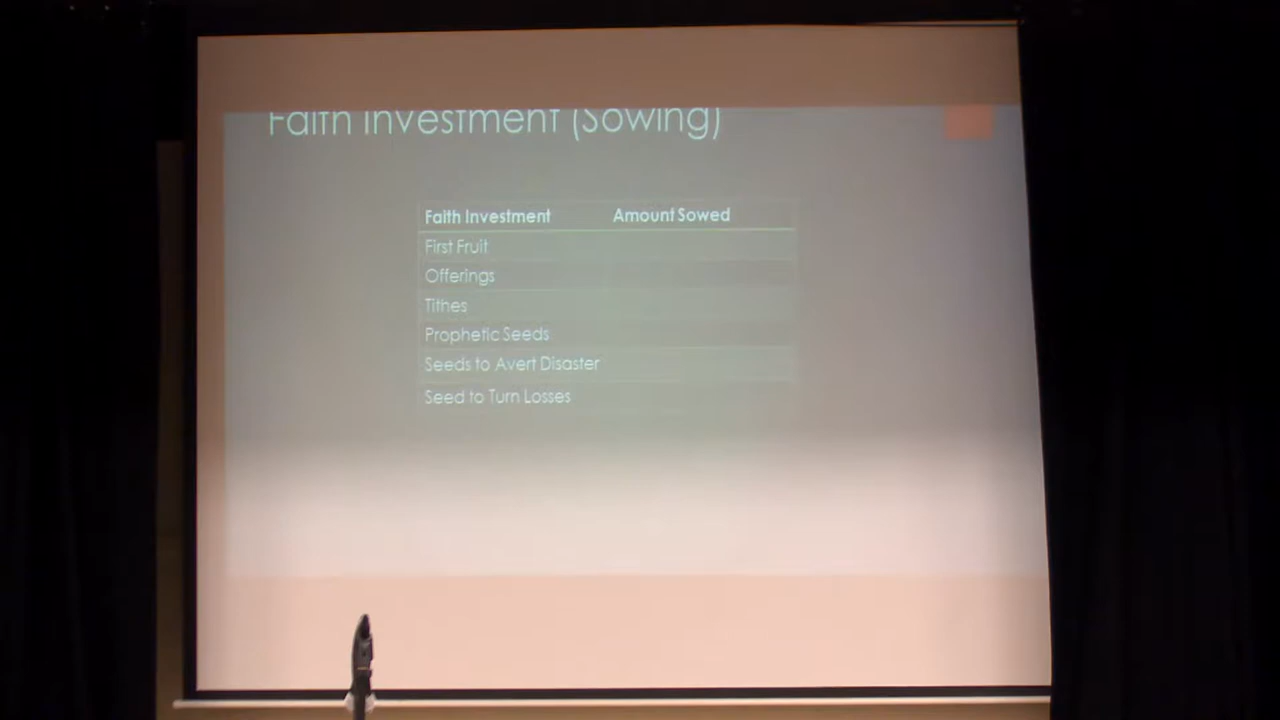 Faith Investment (Sowing)
Faith Investment Amount Sowed
First Fruit
Offerings
Tithes
Prophetic Seeds
Seeds to Avert Disaster
Seed to Turn Losses